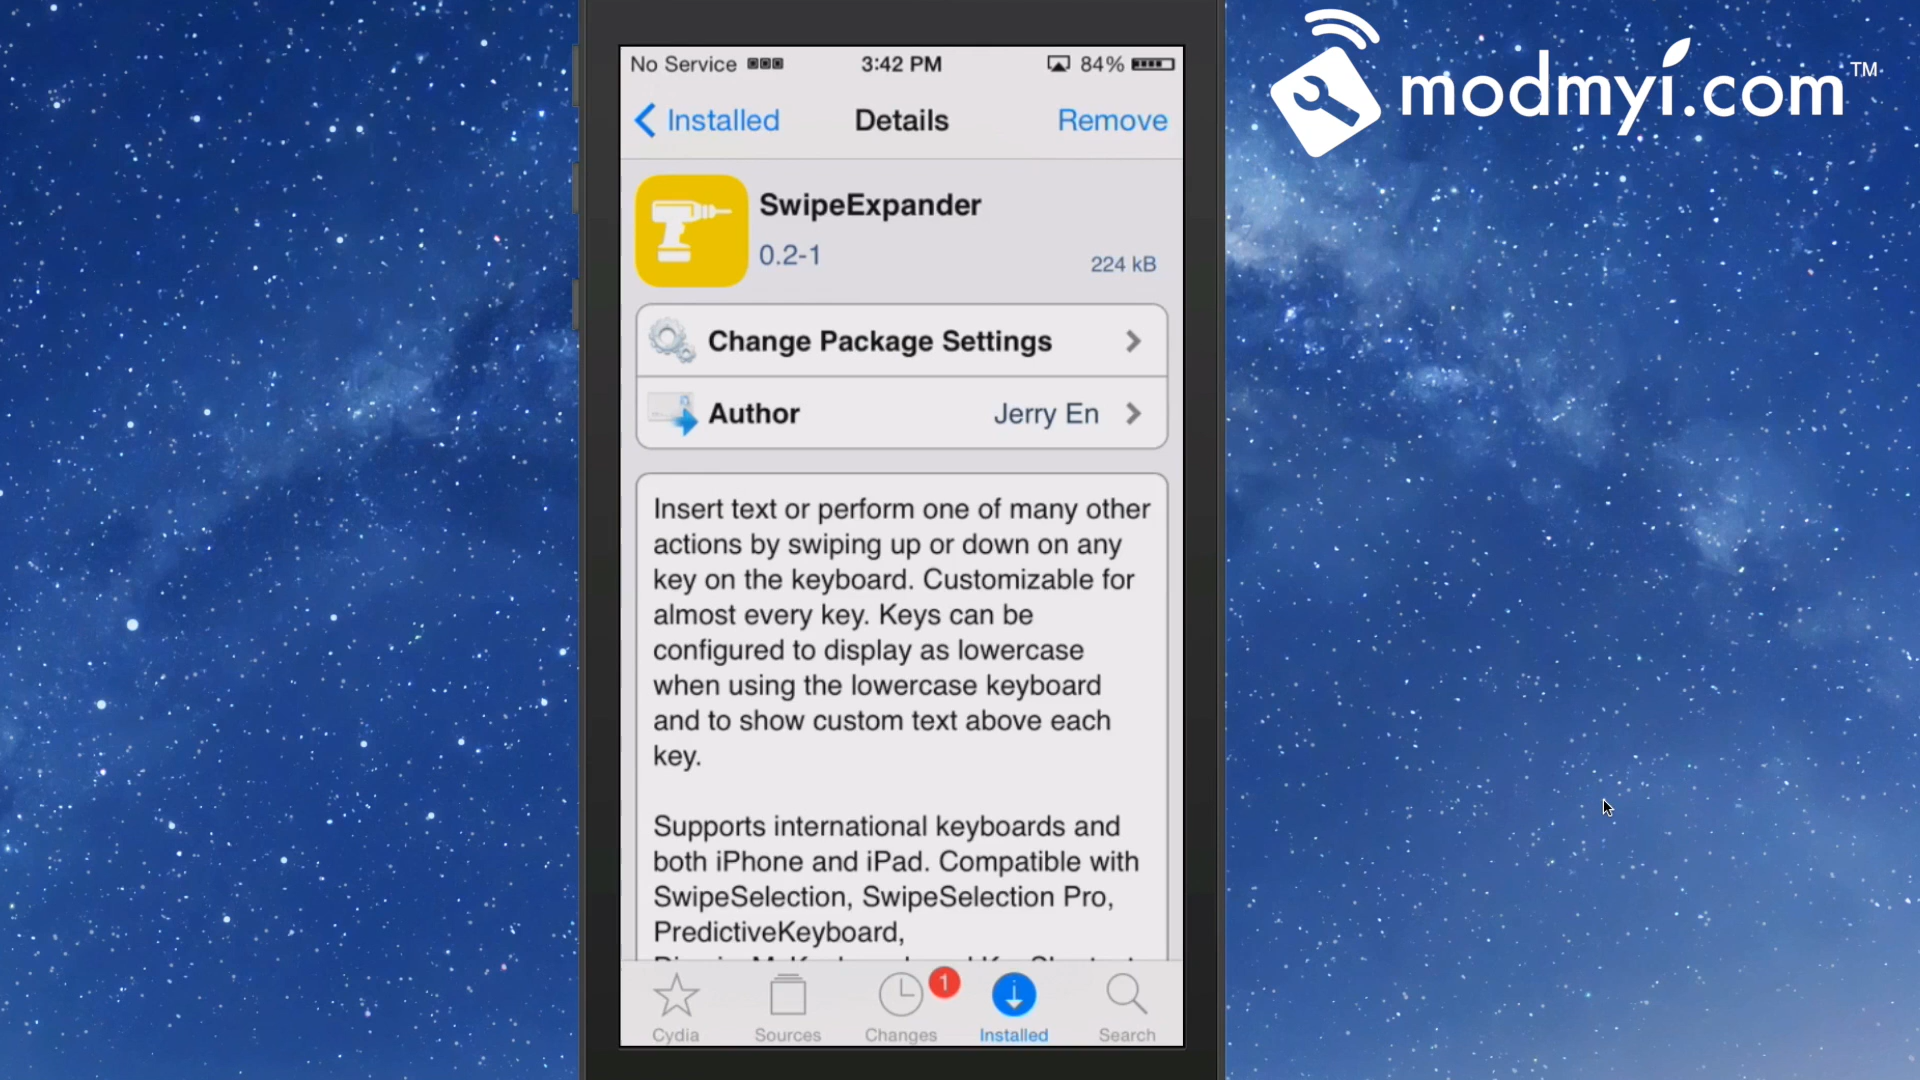 modmyi.com™
No Service 3:42 PM 84%
Installed Details Remove
SwipeExpander
0.2-1
224 kB
Change Package Settings
Author Jerry En
Insert text or perform one of many other
actions by swiping up or down on any
key on the keyboard. Customizable for
almost every key. Keys can be
configured to display as lowercase
when using the lowercase keyboard
and to show custom text above each
key.
Supports international keyboards and
both iPhone and iPad. Compatible with
SwipeSelection, SwipeSelection Pro,
PredictiveKeyboard,
1
Cydia Sources Changes Installed Search